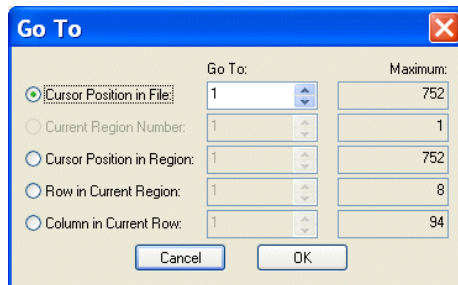 Go To
Go To: Maximum:
Cursor Position in File: 1 752
Current Region Number: 1 1
Cursor Position in Region: 1 752
Row in Current Region: 1 8
Column in Current Row: 1 94
Cancel OK